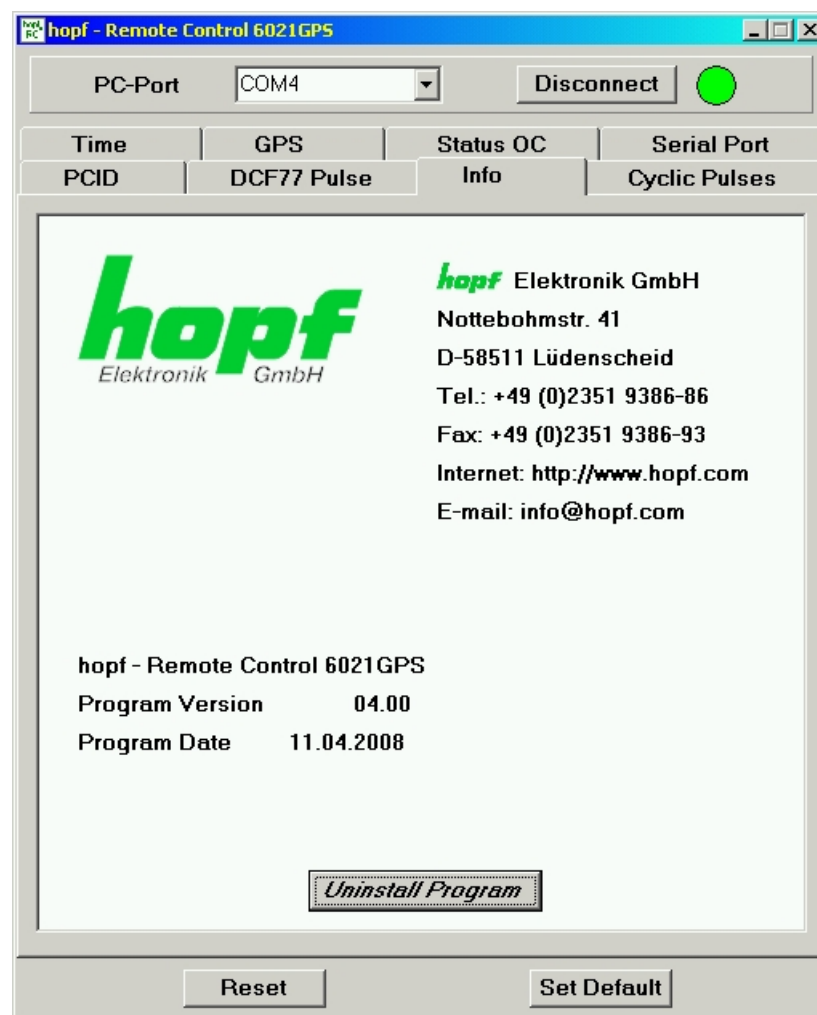 hopf RC
hopf - Remote Control 6021GPS
PC-Port COM4 Disconnect
Time GPS Status OC Serial Port
PCID DCF77 Pulse Info Cyclic Pulses
hopf
Elektronik GmbH
hopf Elektronik GmbH
Nottebohmstr. 41
D-58511 Lüdenscheid
Tel.: +49 (0)2351 9386-86
Fax: +49 (0)2351 9386-93
Internet: http://www.hopf.com
E-mail: info@hopf.com
hopf - Remote Control 6021GPS
Program Version 04.00
Program Date 11.04.2008
Uninstall Program
Reset Set Default